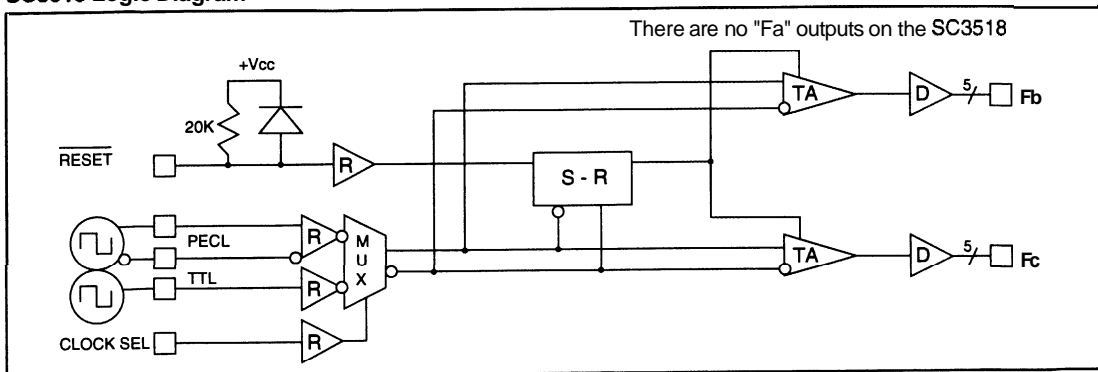 There are no "Fa" outputs on the SC3518
+Vcc
20K
RESET
R
S - R
TA
D
5
Fb
PECL
R
M
U
X
TTL
R
TA
D
5
Fc
CLOCK SEL
R